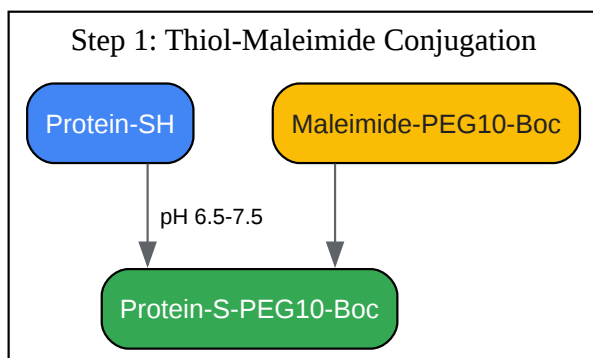 Step 1: Thiol-Maleimide Conjugation
Protein-SH
Maleimide-PEG10-Boc
pH 6.5-7.5
Protein-S-PEG10-Boc